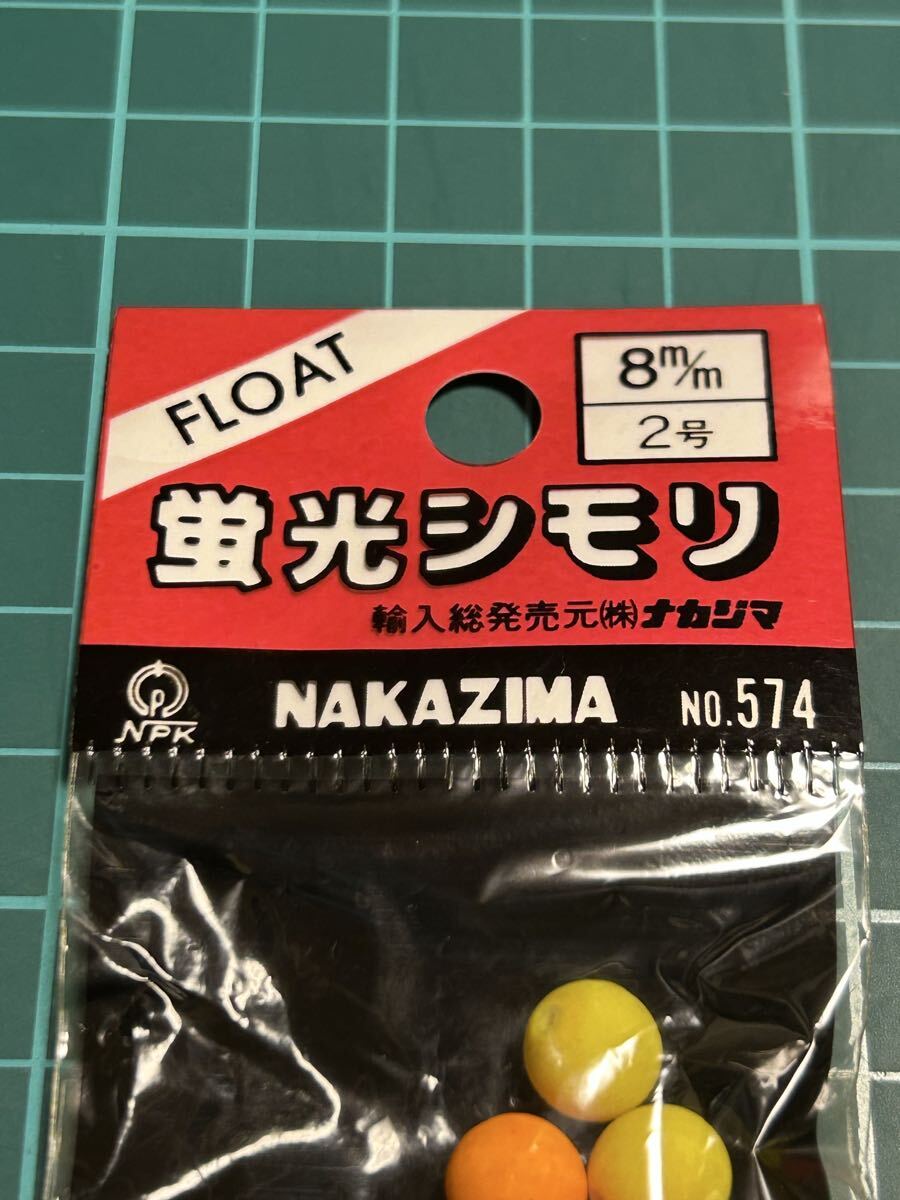 FLOAT
8m/m
2号
蛍光シモリ
輸入総発売元㈱ナカジマ
P
NPK
NAKAZIMA
NO.574